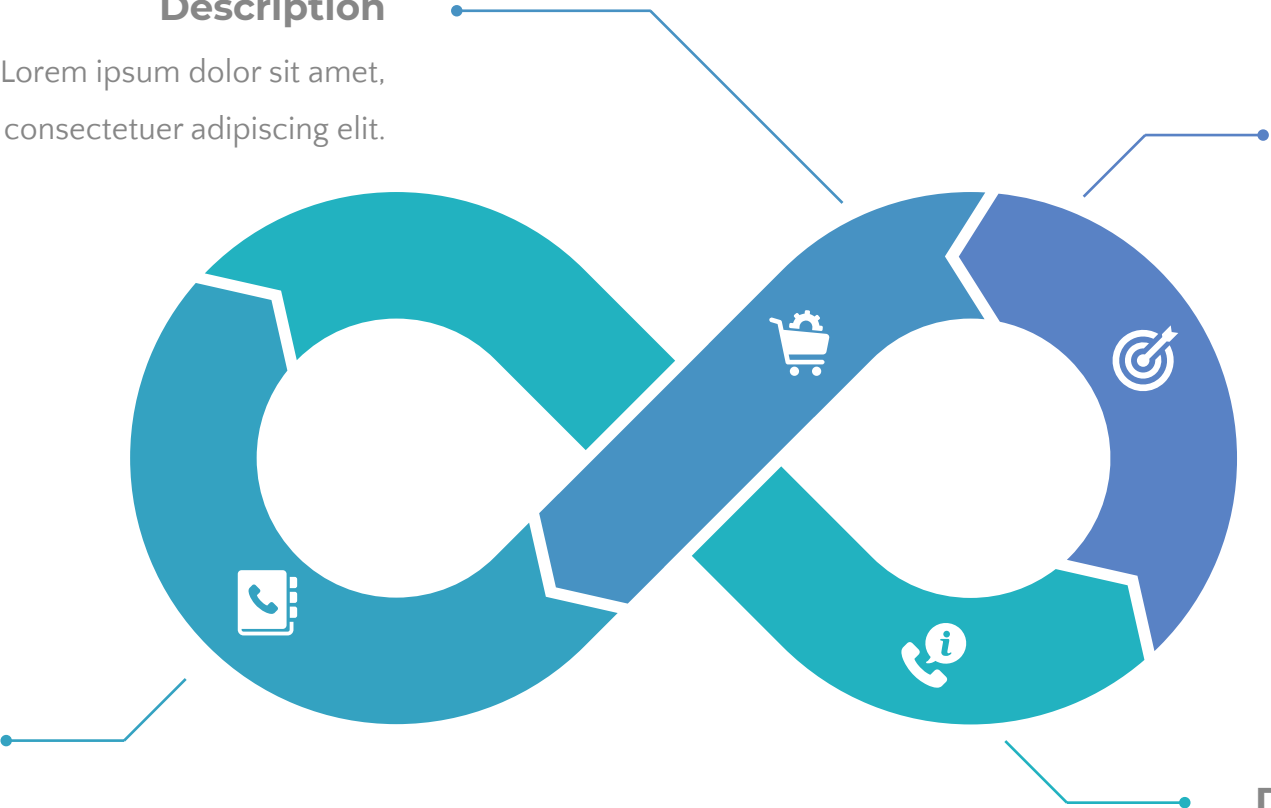 Description
Lorem ipsum dolor sit amet,
consectetuer adipiscing elit.
i